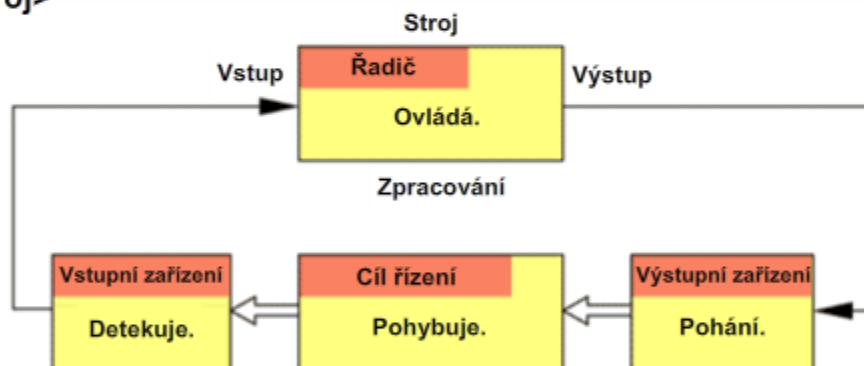 Stroj
Vstup
Řadič
Výstup
Ovládá.
Zpracování
Vstupní zařízení
Cíl řízení
Výstupní zařízení
Detekuje.
Pohybuje.
Pohání.